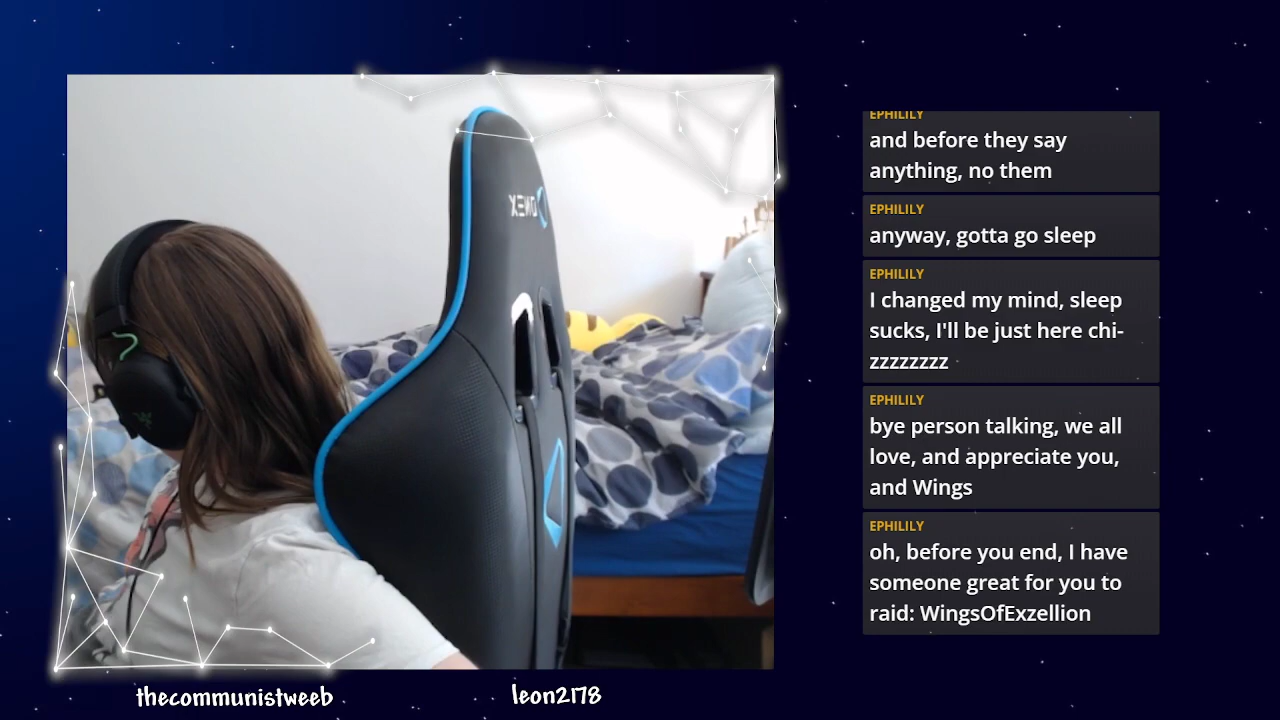 XENO
EPHILILY
and before they say
anything, no them
EPHILILY
anyway, gotta go sleep
EPHILILY
I changed my mind, sleep
sucks, I'll be just here chi-
zzzzzzzz
EPHILILY
bye person talking, we all
love, and appreciate you,
and Wings
EPHILILY
oh, before you end, I have
someone great for you to
raid: WingsOfExzellion
thecommunistweeb
leon2178